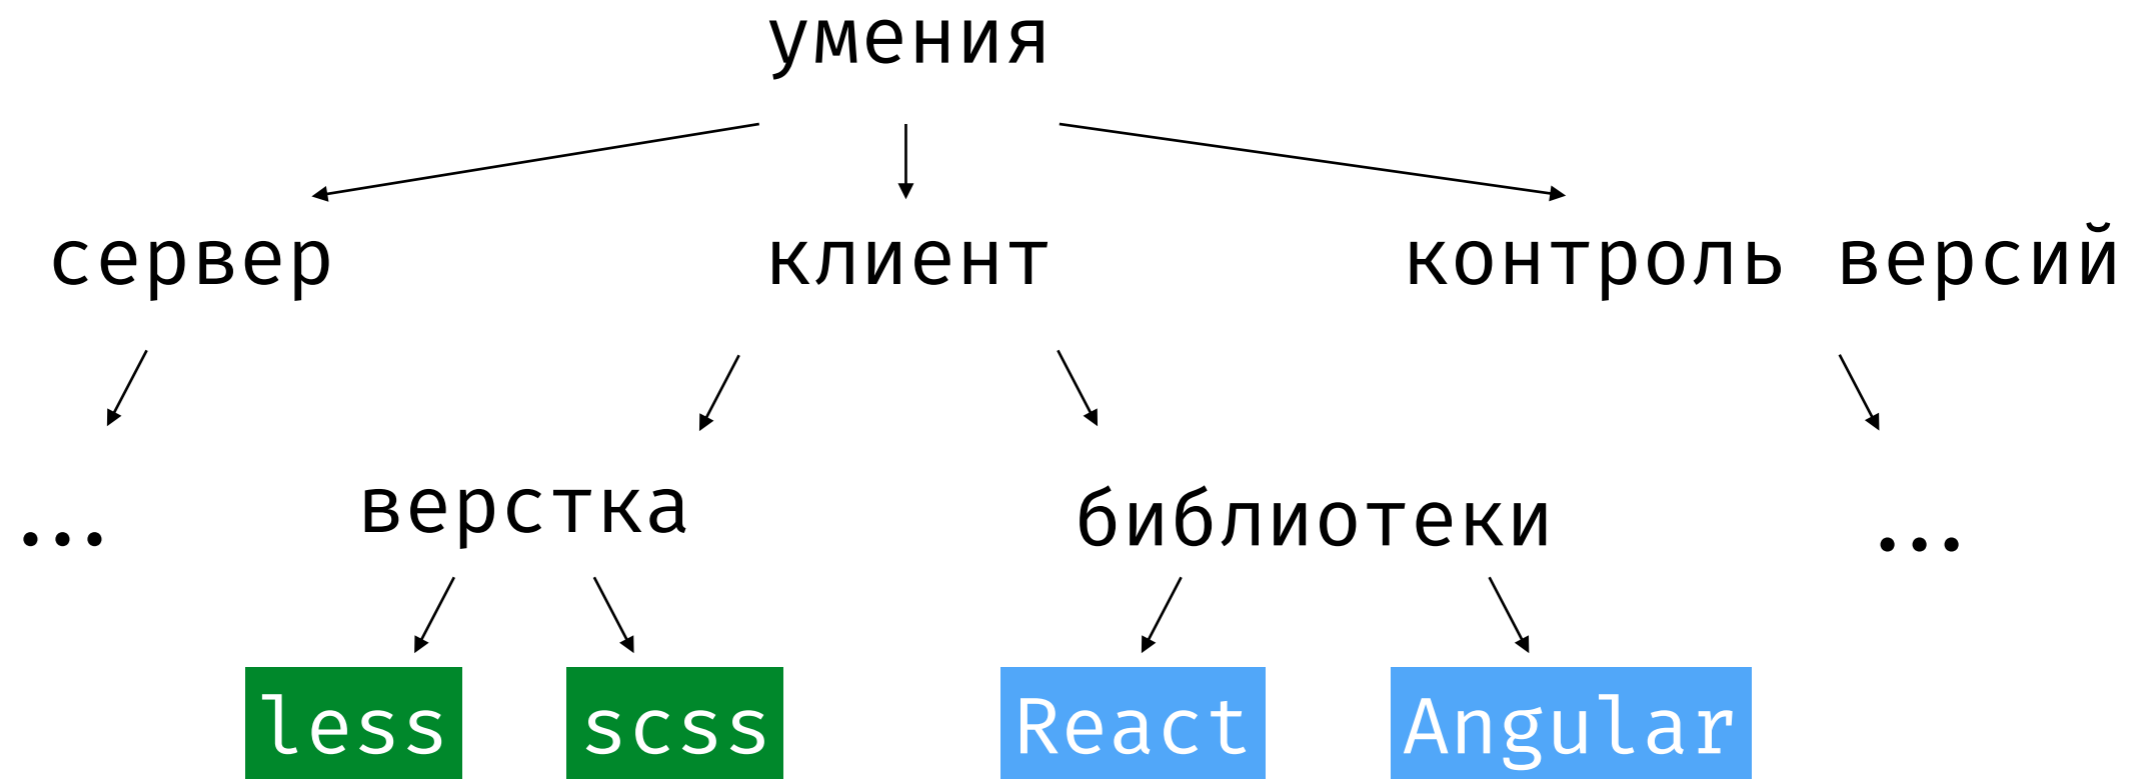 умения
сервер клиент контроль версий
... верстка библиотеки ...
less scss React Angular